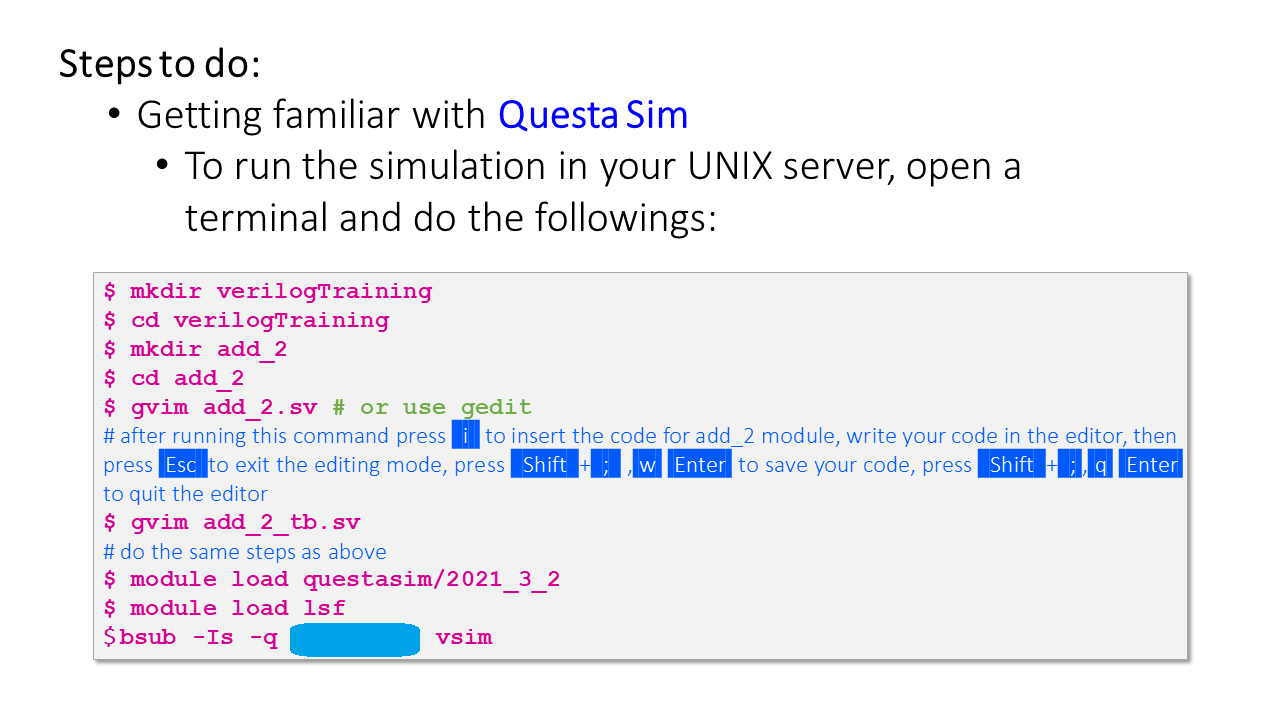 Steps to do:
• Getting familiar with Questa Sim
• To run the simulation in your UNIX server, open a
terminal and do the followings:
$ mkdir verilogTraining
$ cd verilogTraining
$ mkdir add_2
$ cd add_2
$ gvim add_2.sv # or use gedit
# after running this command press i to insert the code for add_2 module, write your code in the editor, then
press Esc to exit the editing mode, press Shift + ; , w Enter to save your code, press Shift + ; , q Enter
to quit the editor
$ gvim add_2_tb.sv
# do the same steps as above
$ module load questasim/2021_3_2
$ module load lsf
$bsub -Is -q vsim